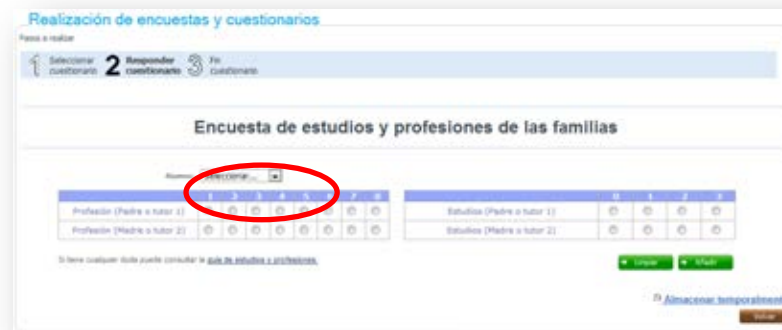 Realización de encuestas y cuestionarios
Pasos a realizar
1 Seleccionar cuestionario 2 Responder cuestionario 3 Fin cuestionario
Encuesta de estudios y profesiones de las familias
Alumno: Seleccionar...
1 2 3 4 5 6 7 8
Profesión (Padre o tutor 1)
Profesión (Madre o tutor 2)
0 1 2 3
Estudios (Padre o tutor 1)
Estudios (Madre o tutor 2)
Si tiene cualquier duda puede consultar la guía de estudios y profesiones.
Limpiar Añadir
Almacenar temporalment
Volver